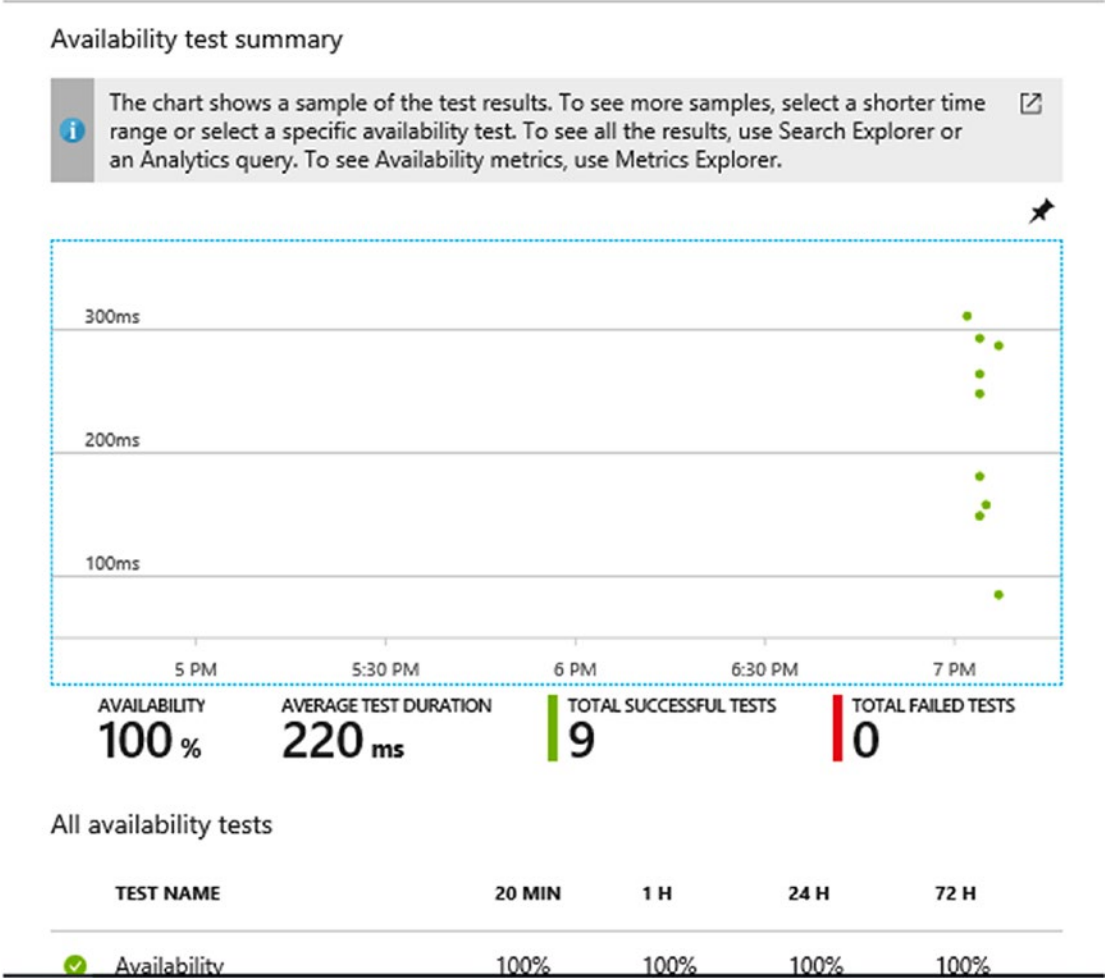 Availability test summary
The chart shows a sample of the test results. To see more samples, select a shorter time
range or select a specific availability test. To see all the results, use Search Explorer or
an Analytics query. To see Availability metrics, use Metrics Explorer.
300ms
200ms
100ms
5 PM 5:30 PM 6 PM 6:30 PM 7 PM
AVAILABILITY AVERAGE TEST DURATION TOTAL SUCCESSFUL TESTS TOTAL FAILED TESTS
100 % 220 ms 9 0
All availability tests
TEST NAME 20 MIN 1 H 24 H 72 H
Availability 100% 100% 100% 100%